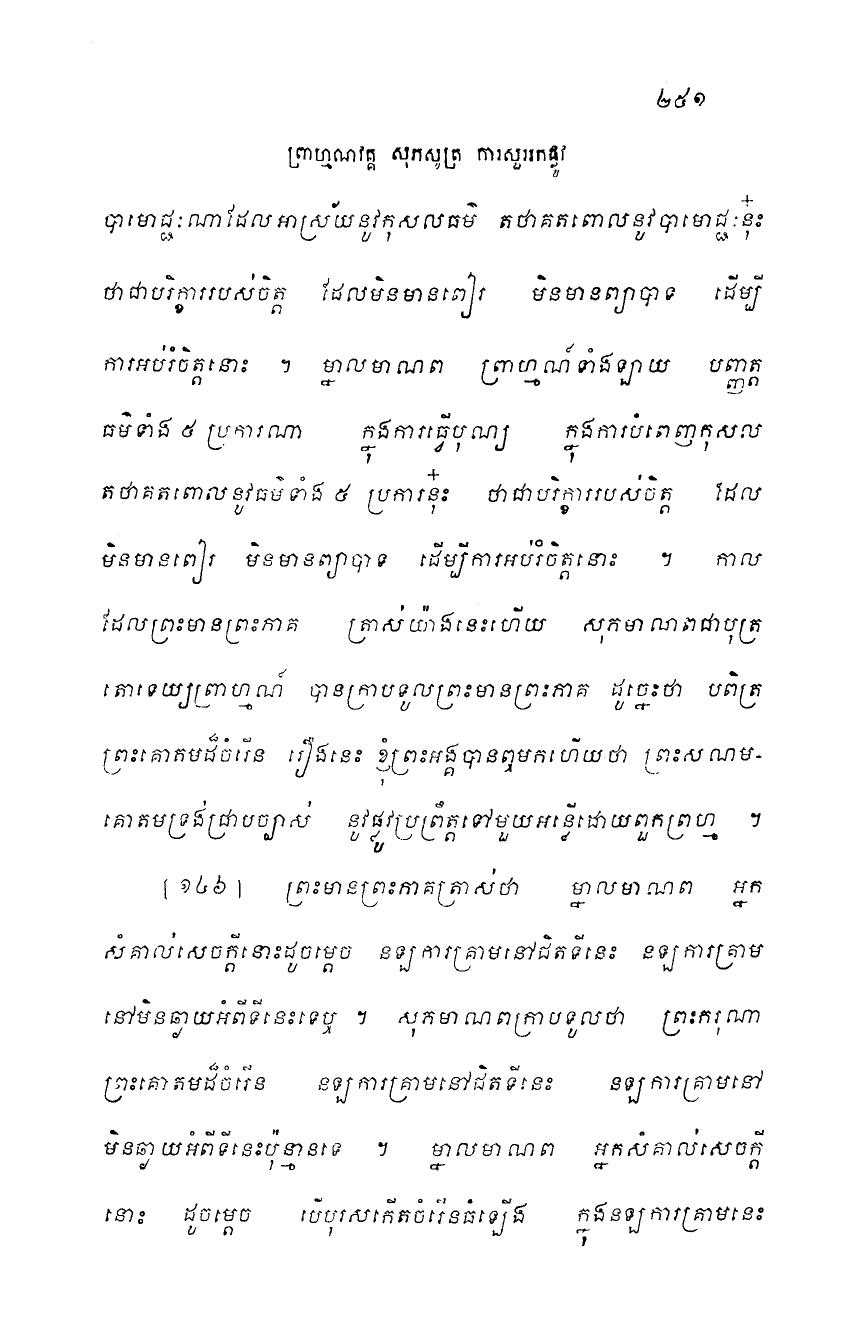 ២៥១
ព្រាហ្មណវគ្គ សុភសូត្រ ការសួររកផ្លូវ
បាមោជ្ជៈណាដែលអាស្រ័យនូវកុសលធម៌ តថាគតពោលនូវបាមោជ្ជៈនុ៎ះ
ថាជាបរិក្ខាររបស់ចិត្ត ដែលមិនមានពៀរ មិនមានព្យាបាទ ដើម្បី
ការអប់រំចិត្តនោះ ។ ម្នាលមាណព ព្រាហ្មណ៍ទាំងឡាយ បញ្ញត្ត
ធម៌ទាំង ៥ ប្រការណា ក្នុងការធ្វើបុណ្យ ក្នុងការបំពេញកុសល
តថាគតពោលនូវធម៌ទាំង ៥ ប្រការនុ៎ះ ថាជាបរិក្ខាររបស់ចិត្ត ដែល
មិនមានពៀរ មិនមានព្យាបាទ ដើម្បីការអប់រំចិត្តនោះ ។ កាល
ដែលព្រះមានព្រះភាគ ត្រាស់យ៉ាងនេះហើយ សុភមាណពជាបុត្រ
តោទេយ្យព្រាហ្មណ៍ បានក្រាបទូលព្រះមានព្រះភាគ ដូច្នេះថា បពិត្រ
ព្រះគោតមដ៏ចំរើន រឿងនេះ ខ្ញុំព្រះអង្គបានឮមកហើយថា ព្រះសណម-
គោតមទ្រង់ជ្រាបច្បាស់ នូវផ្លូវប្រព្រឹត្តទៅមួយអន្ទើដោយពួកព្រហ្ម ។
[១៤៦] ព្រះមានព្រះភាគត្រាស់ថា ម្នាលមាណព អ្នក
សំគាល់សេចក្តីនោះដូចម្តេច នឡការគ្រាមនៅជិតទីនេះ នឡការគ្រាម
នៅមិនឆ្ងាយអំពីទីនេះទេឬ ។ សុភមាណពក្រាបទូលថា ព្រះករុណា
ព្រះគោតមដ៏ចំរើន នឡការគ្រាមនៅជិតទីនេះ នឡការគ្រាមនៅ
មិនឆ្ងាយអំពីទីនេះប៉ុន្មានទេ ។ ម្នាលមាណព អ្នកសំគាល់សេចក្តី
នោះ ដូចម្តេច បើបុរសកើតចំរើនធំឡើង ក្នុងនឡការគ្រាមនេះ